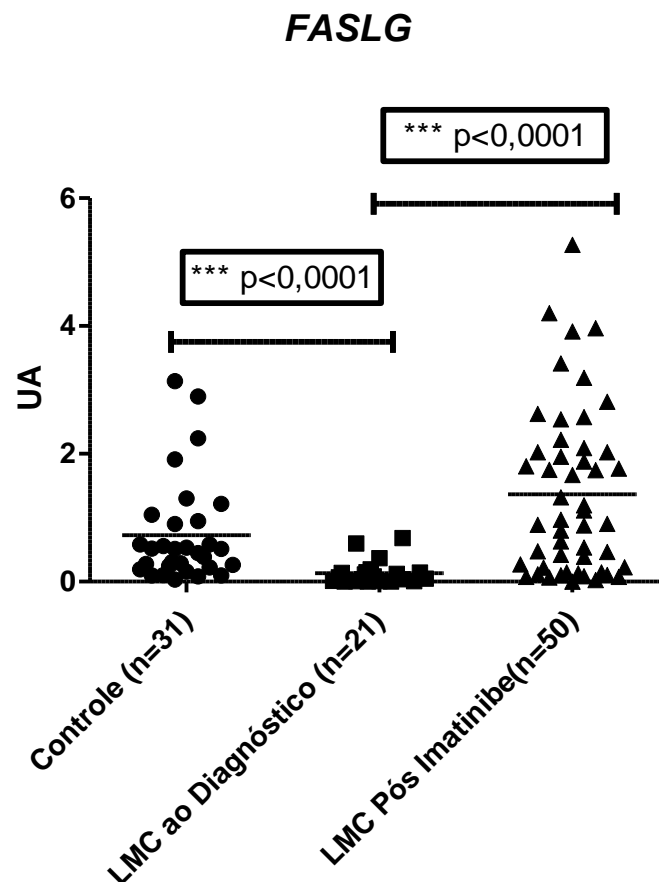 FASLG
*** p<0,0001
*** p<0,0001
6
4
2
0
UA
Controle (n=31)
LMC ao Diagnóstico (n=21)
LMC Pós Imatinibe(n=50)